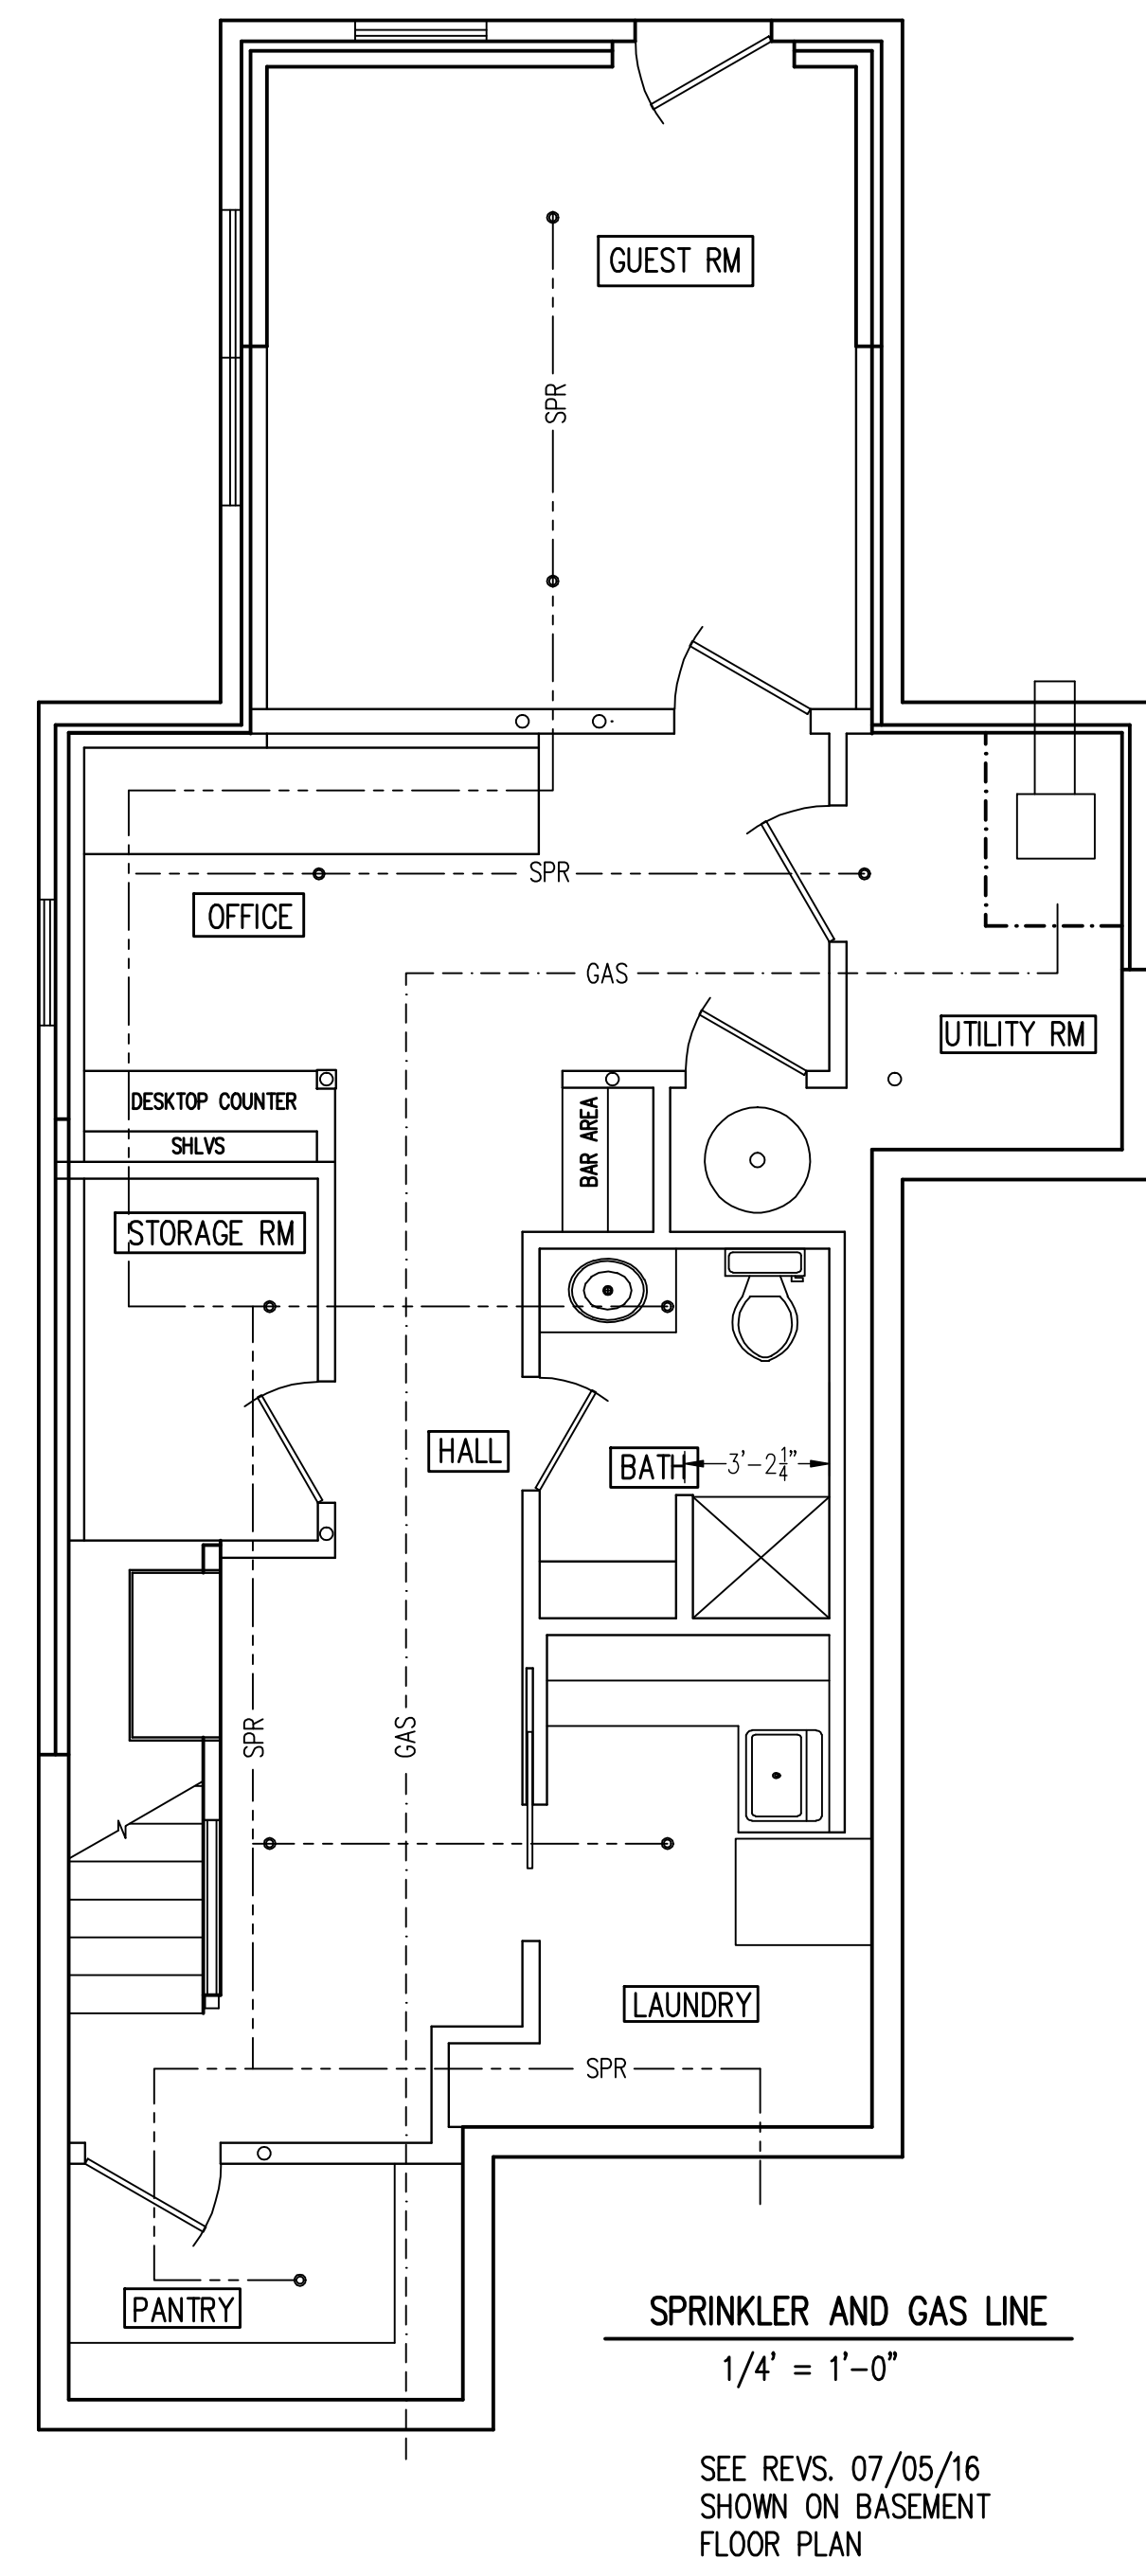 GUEST RM
SPR
SPR
OFFICE
GAS
UTILITY RM
DESKTOP COUNTER
SHLVS
BAR AREA
STORAGE RM
HALL
BATH
3'-2 1/4"
SPR
GAS
LAUNDRY
SPR
PANTRY
SPRINKLER AND GAS LINE
1/4' = 1'-0"
SEE REVS. 07/05/16
SHOWN ON BASEMENT
FLOOR PLAN